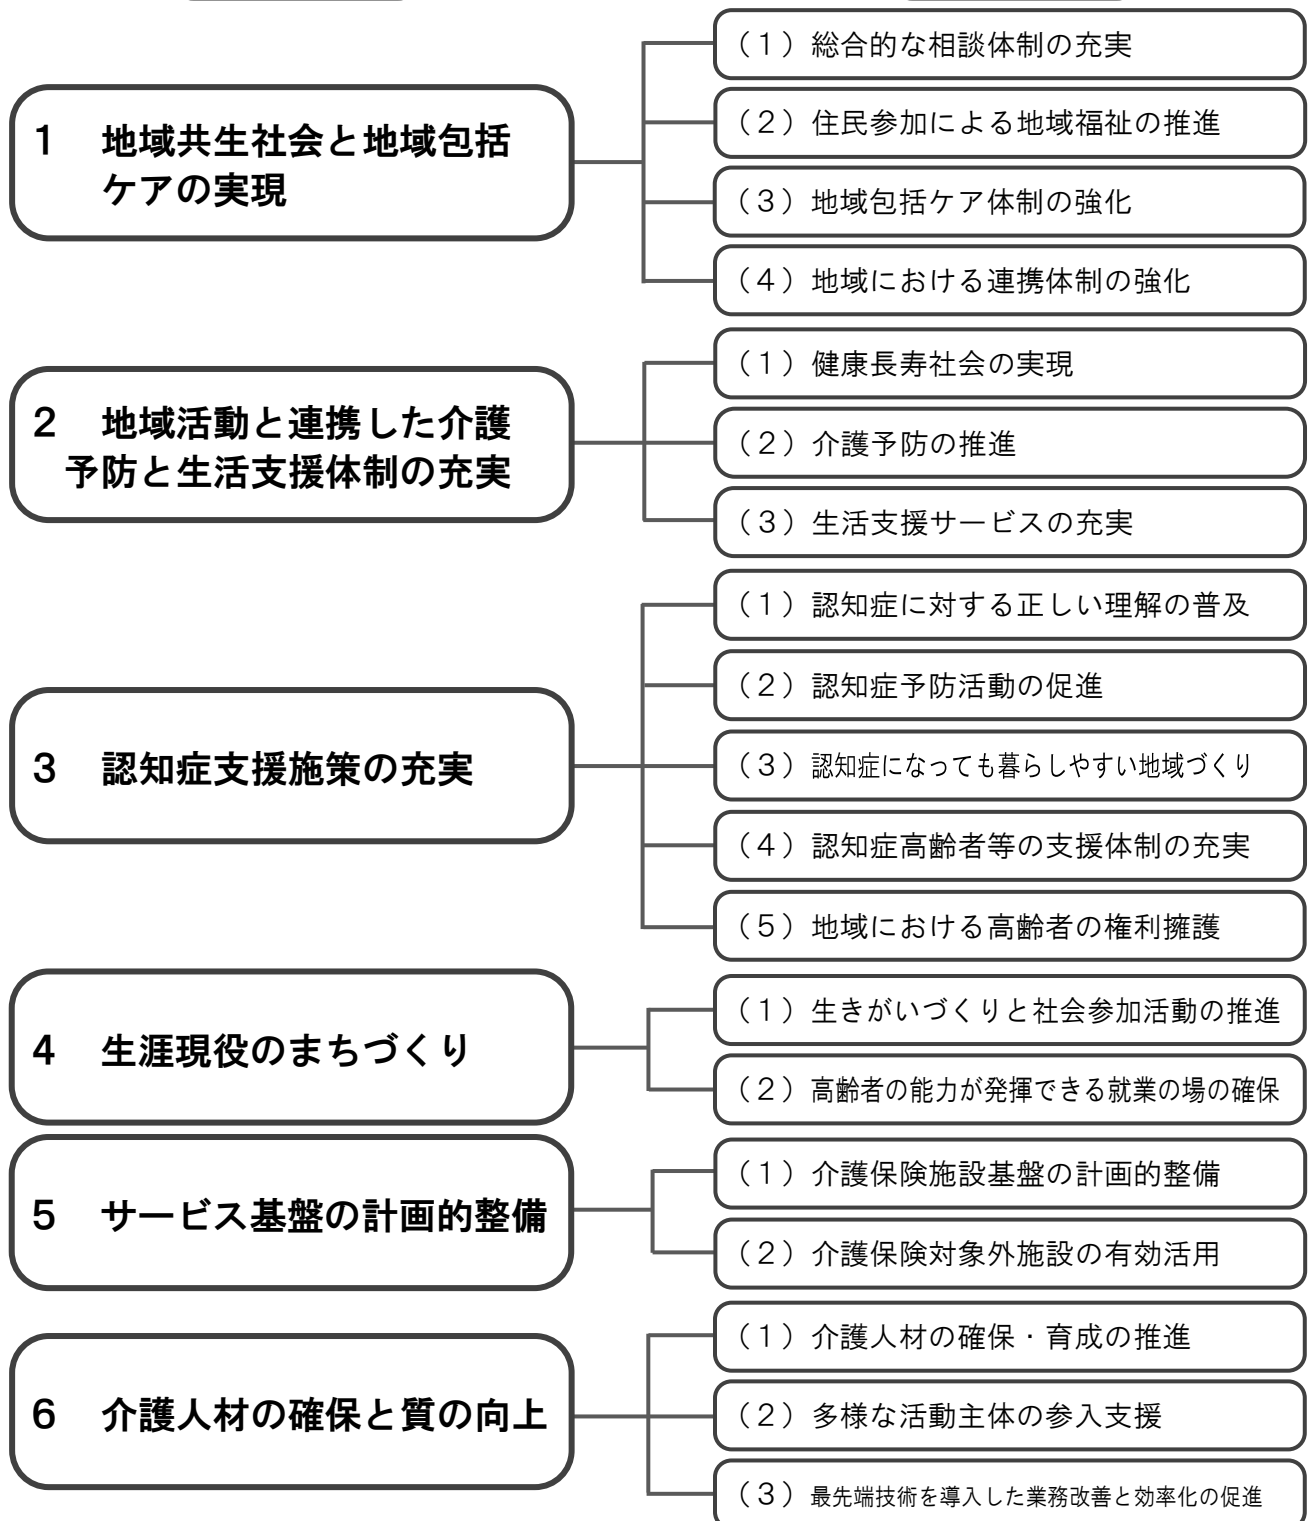 1 地域共生社会と地域包括
ケアの実現
（１）総合的な相談体制の充実
（２）住民参加による地域福祉の推進
（３）地域包括ケア体制の強化
（４）地域における連携体制の強化
2 地域活動と連携した介護
予防と生活支援体制の充実
（１）健康長寿社会の実現
（２）介護予防の推進
（３）生活支援サービスの充実
3 認知症支援施策の充実
（１）認知症に対する正しい理解の普及
（２）認知症予防活動の促進
（３）認知症になっても暮らしやすい地域づくり
（４）認知症高齢者等の支援体制の充実
（５）地域における高齢者の権利擁護
4 生涯現役のまちづくり
（１）生きがいづくりと社会参加活動の推進
（２）高齢者の能力が発揮できる就業の場の確保
5 サービス基盤の計画的整備
（１）介護保険施設基盤の計画的整備
（２）介護保険対象外施設の有効活用
6 介護人材の確保と質の向上
（１）介護人材の確保・育成の推進
（２）多様な活動主体の参入支援
（３）最先端技術を導入した業務改善と効率化の促進